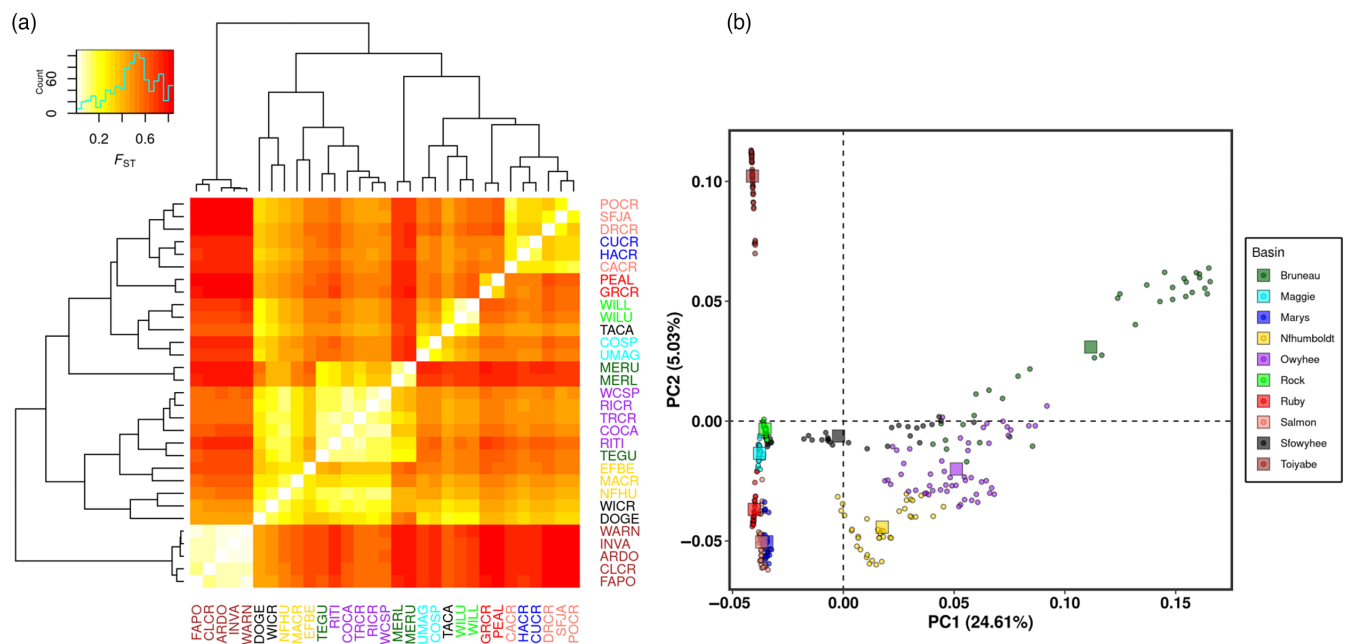 (a)
Count
60
0
0.2 0.6
FST
POCR
SFJA
DRCR
CUCR
HACR
CACR
PEAL
GRCR
WILL
WILU
TACA
COSP
UMAG
MERU
MERL
WCSP
RICR
TRCR
COCA
RITI
TEGU
EFBE
MACR
NFHU
WICR
DOGE
WARN
INVA
ARDO
CLCR
FAPO
FAPO
CLCR
ARDO
INVA
WARN
DOGE
WICR
NFHU
MACR
EFBE
TEGU
RITI
COCA
TRCR
RICR
WCSP
MERL
MERU
UMAG
COSP
TACA
WILU
WILL
GRCR
PEAL
CACR
HACR
CUCR
DRCR
SFJA
POCR
(b)
PC2 (5.03%)
0.10
0.05
0.00
−0.05
−0.05 0.00 0.05 0.10 0.15
PC1 (24.61%)
Basin
Bruneau
Maggie
Marys
Nfhumboldt
Owyhee
Rock
Ruby
Salmon
Sfowyhee
Toiyabe